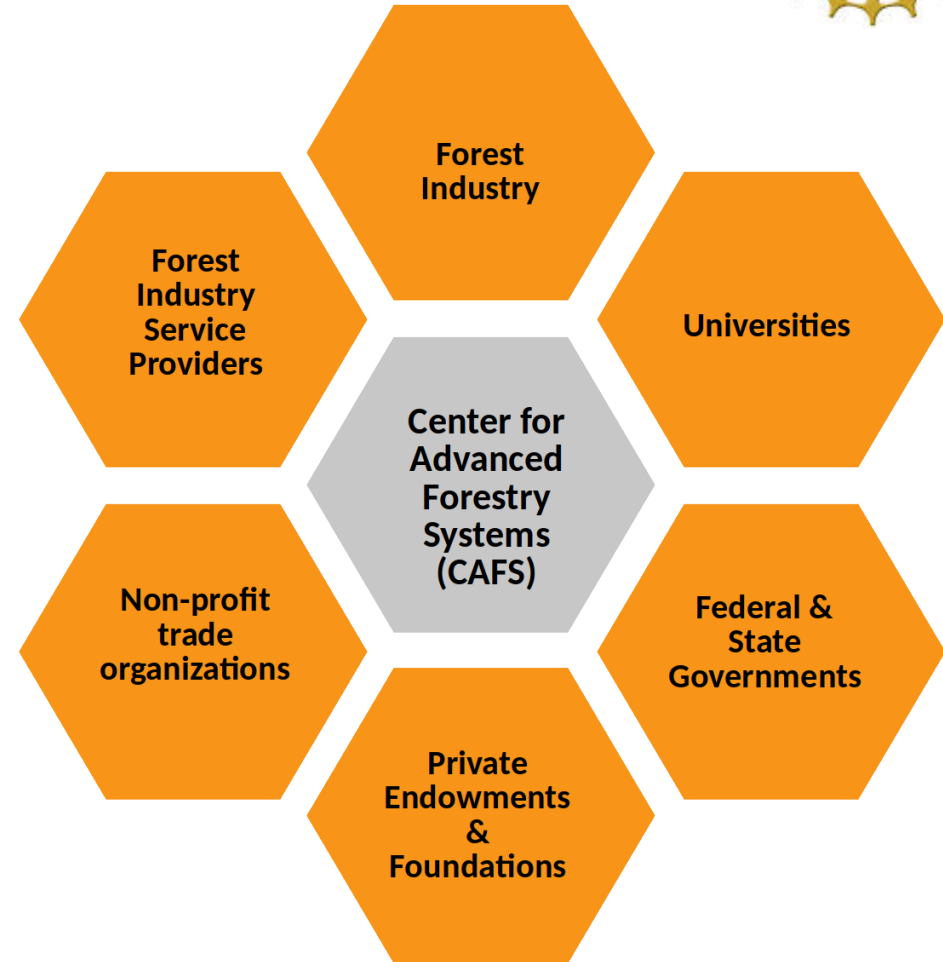 Forest
Industry
Forest
Industry
Service
Providers
Universities
Center for
Advanced
Forestry
Systems
(CAFS)
Non-profit
trade
organizations
Federal &
State
Governments
Private
Endowments
&
Foundations